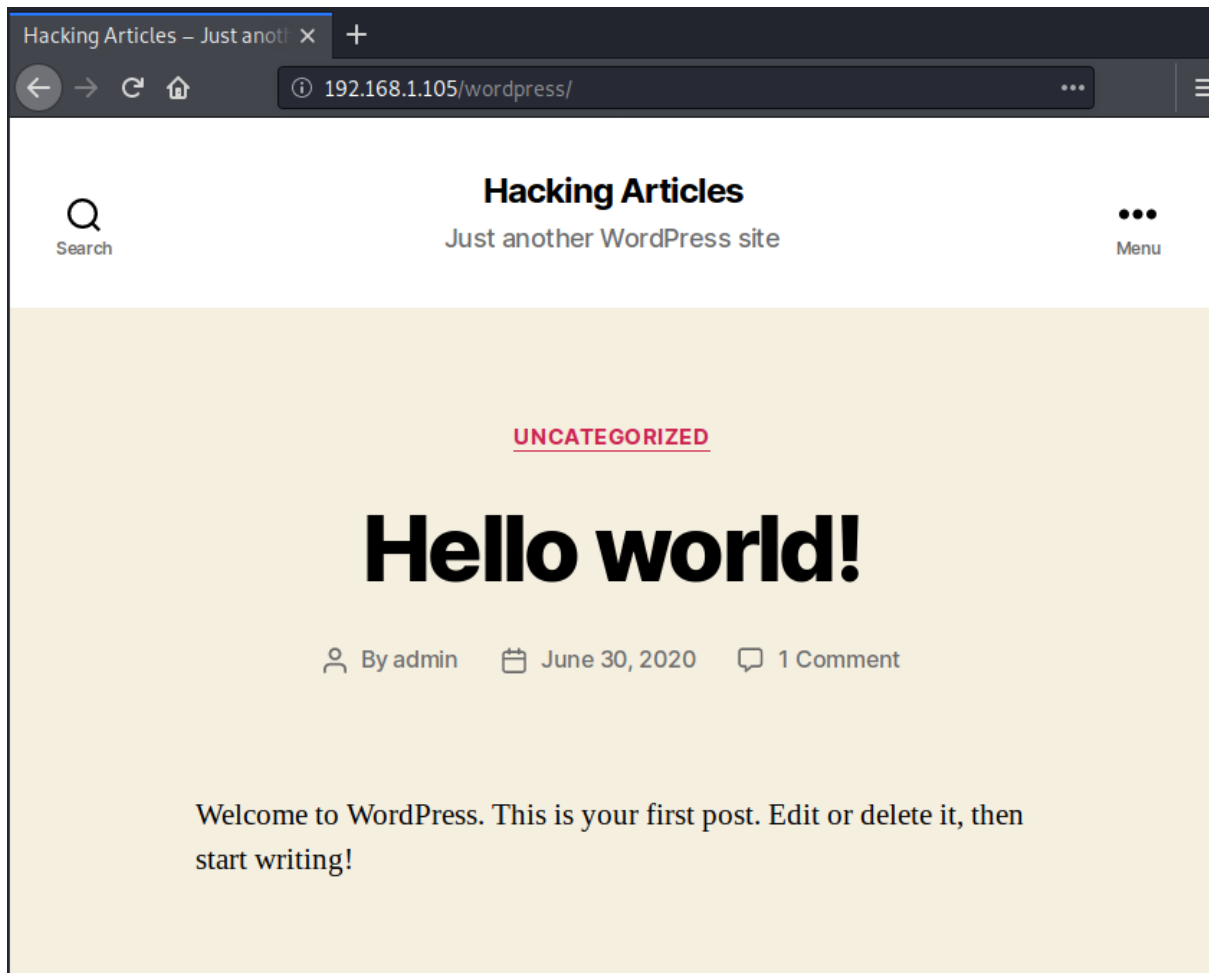 Hacking Articles – Just anoth
192.168.1.105/wordpress/
Hacking Articles
Just another WordPress site
Search
Menu
UNCATEGORIZED
Hello world!
By admin June 30, 2020 1 Comment
Welcome to WordPress. This is your first post. Edit or delete it, then
start writing!